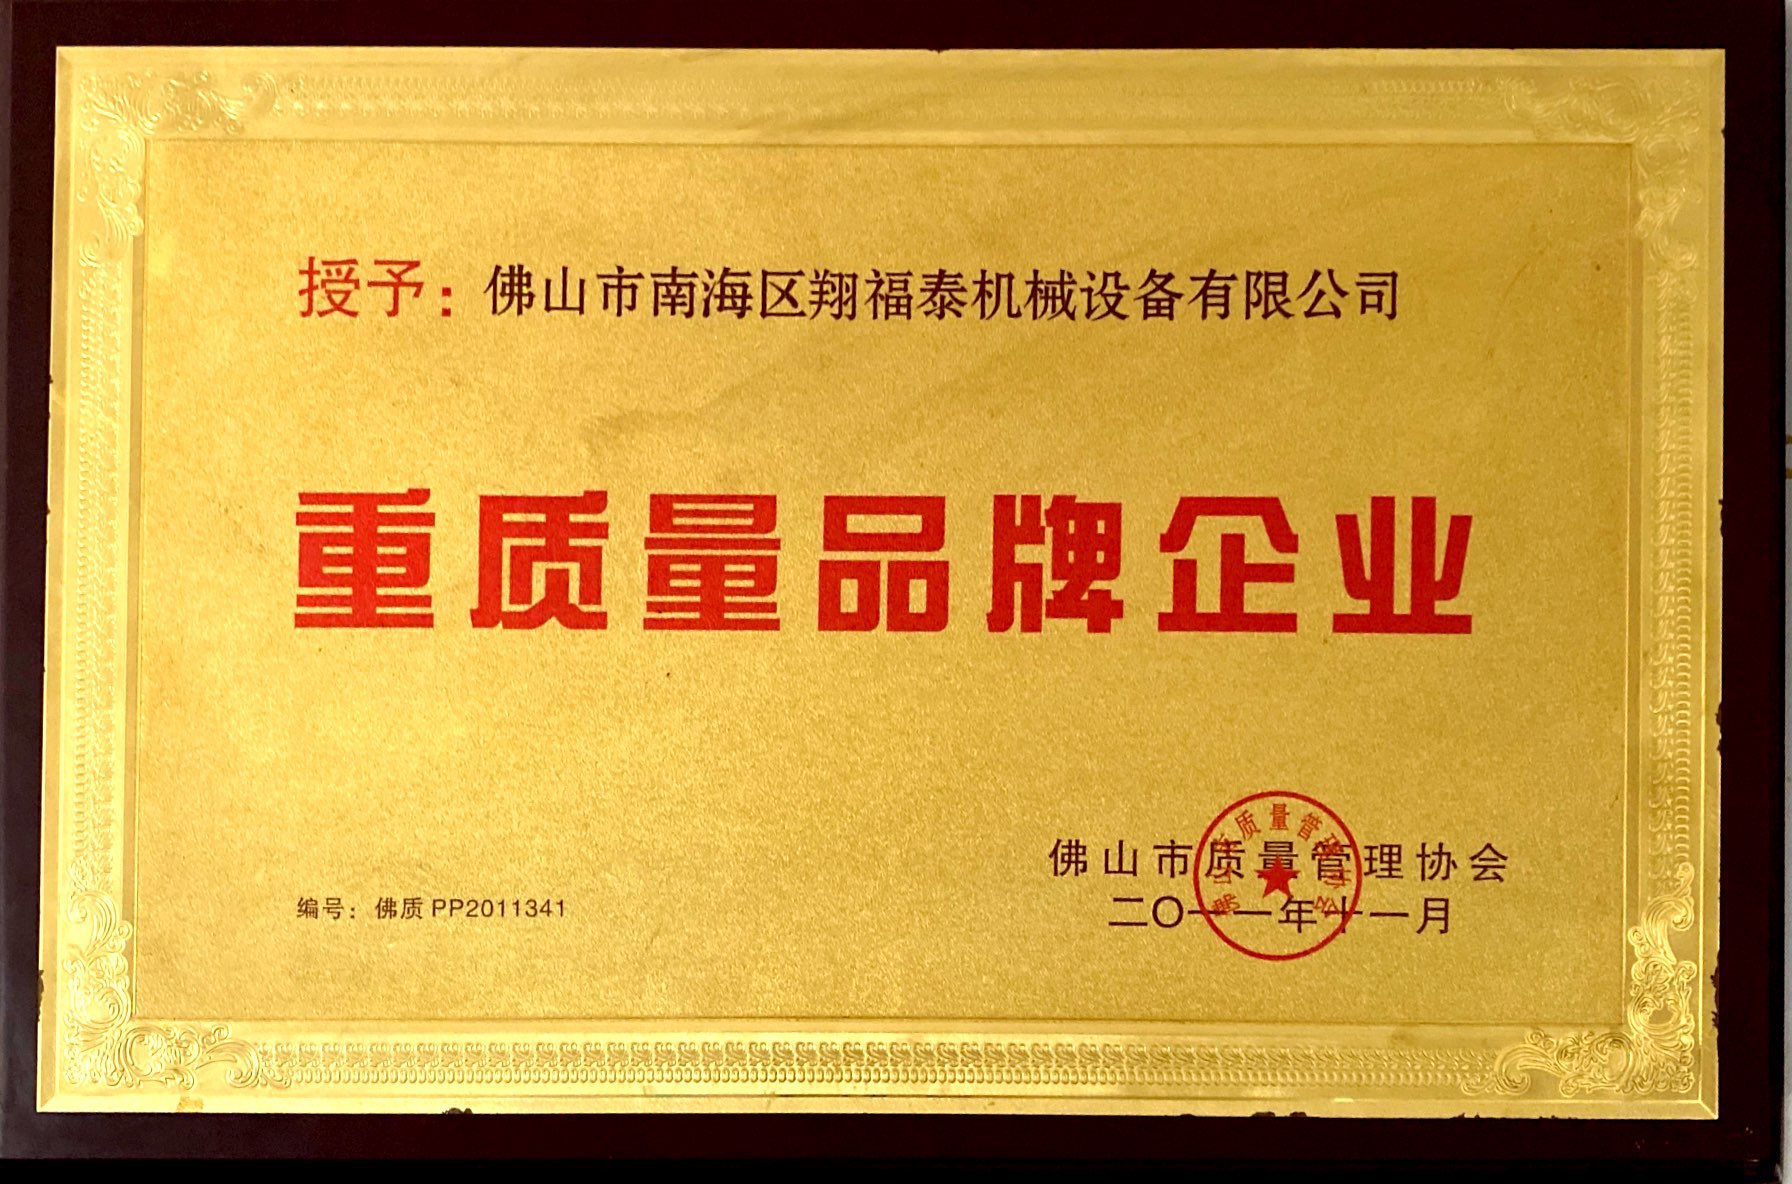 授予：佛山市南海区翔福泰机械设备有限公司
重质量品牌企业
佛山市质量管理协会
二〇一一年十一月
编号：佛质 PP2011341